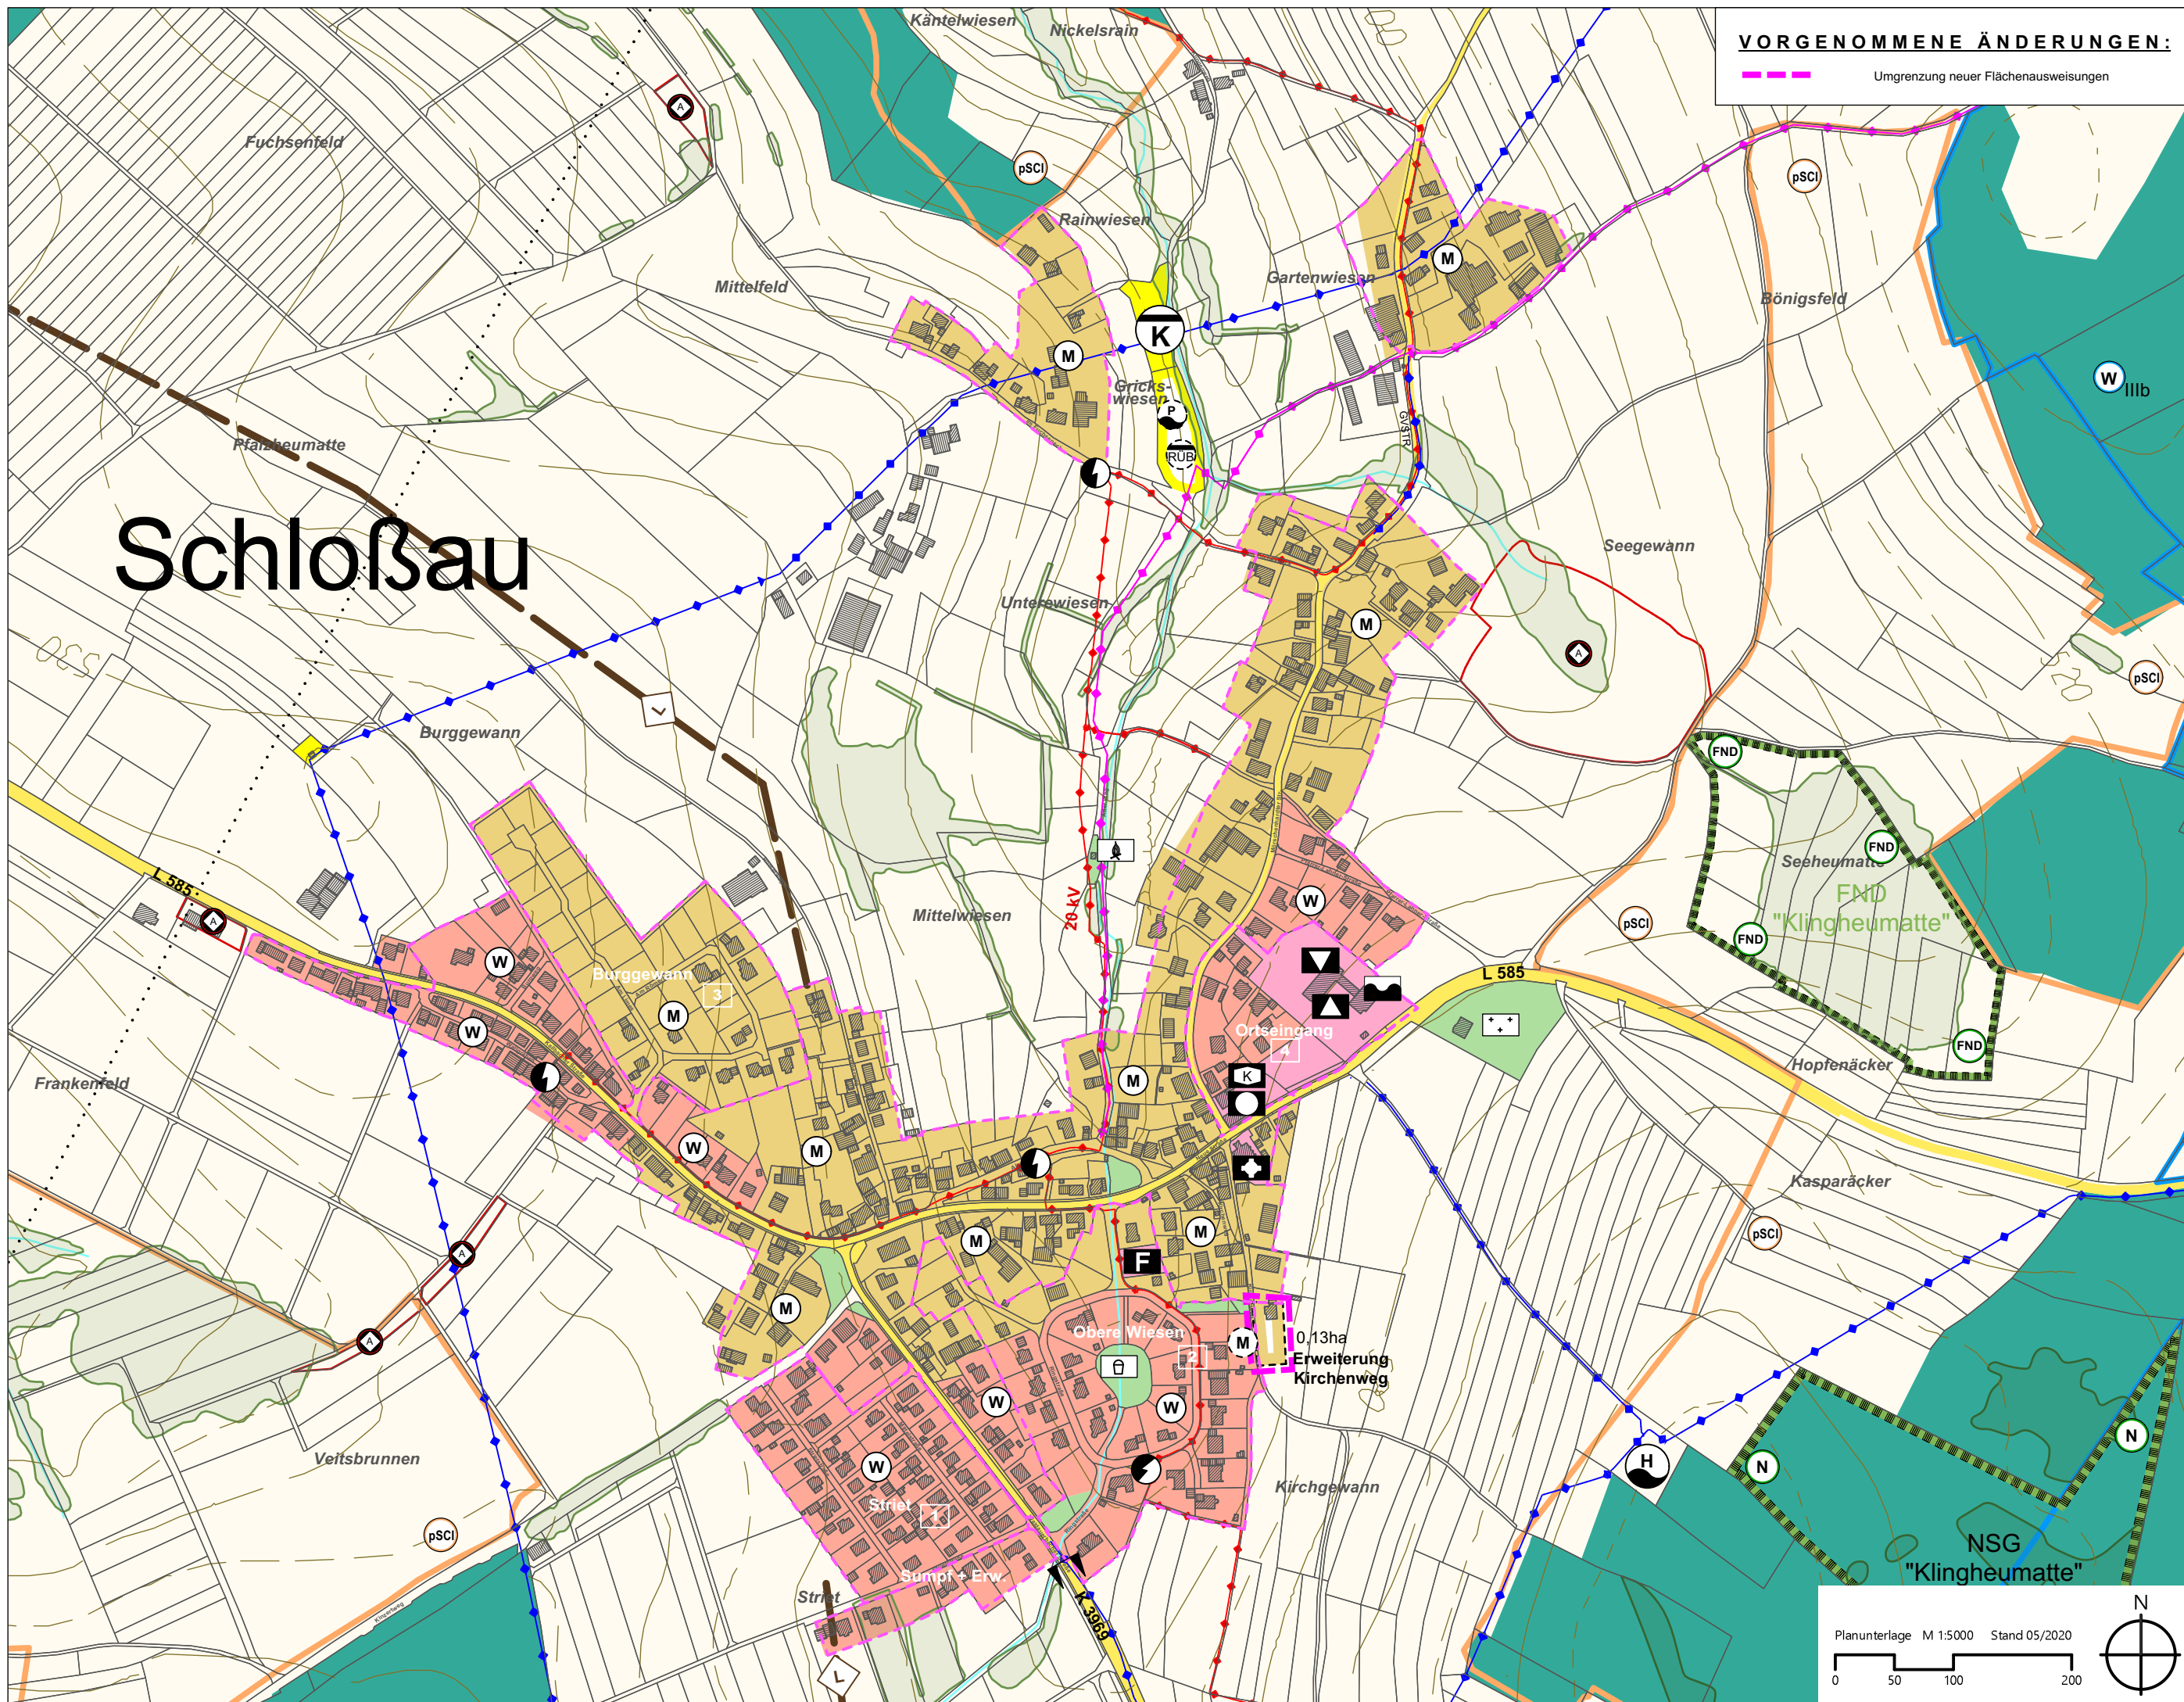 Käntelwiesen
Nickelsrain
VORGENOMMENE ÄNDERUNGEN:
Umgrenzung neuer Flächenausweisungen
A
Fuchsenfeld
pSCI
pSCI
Rainwiesen
M
Gartenwiesen
Mittelfeld
Bönigsfeld
K
M
W
IIIb
Gricks-
wiesen
P
GVSTR
Pfalzheumatte
RÜB
Schloßau
Seegewann
Unterewiesen
M
A
pSCI
L
Burggewann
FND
FND
Seeheumatte
L 585
FND
"Klingheumatte"
W
20 kV
Mittelwiesen
A
pSCI
FND
W
Burggewann
3
M
L 585
Ortseingang
4
W
FND
Hopfenäcker
Frankenfeld
K
M
W
M
Kasparäcker
M
M
pSCI
A
F
M
Obere Wiesen
2
M
0,13ha
Erweiterung
Kirchenweg
A
W
W
N
Veitsbrunnen
W
H
N
Kirchgewann
Striet
1
pSCI
NSG
"Klingheumatte"
Sumpf + Erw.
Striet
K 3969
L
N
Planunterlage M 1:5000 Stand 05/2020
0 50 100 200